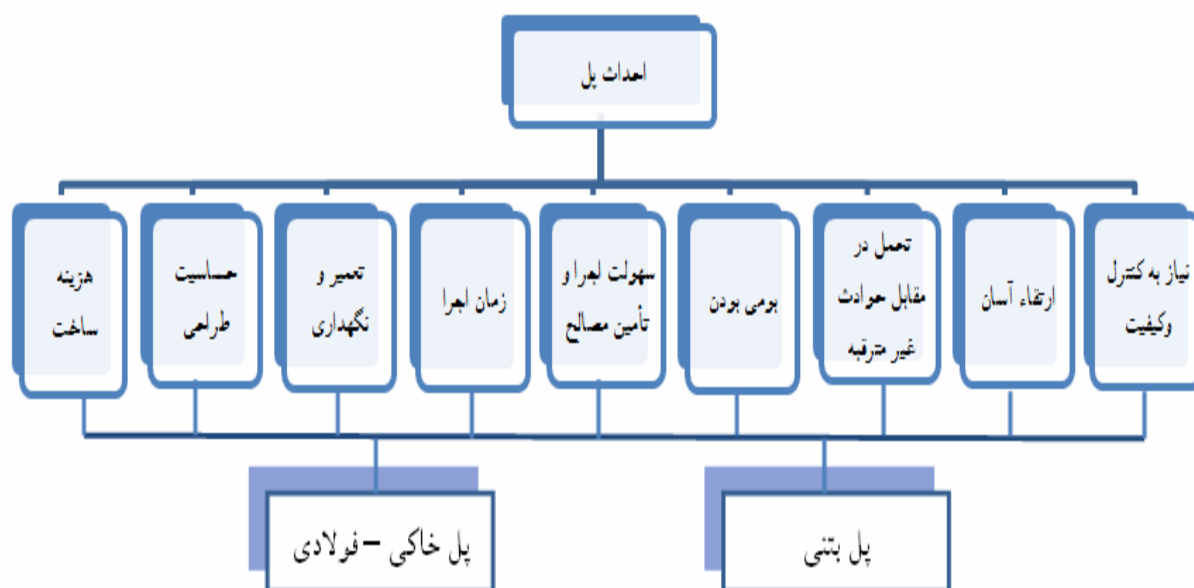 احداث پل
نیاز به کنترل
وکیفیت
ارتقاء آسان
تحمل در
مقابل حوادث
غیر مترقبه
بومی بودن
سهولت اجرا و
تأمین مصالح
زمان اجرا
تعمیر و
نگهداری
حساسیت
طراحی
هزینه
ساخت
پل بتنی
پل خاکی – فولادی